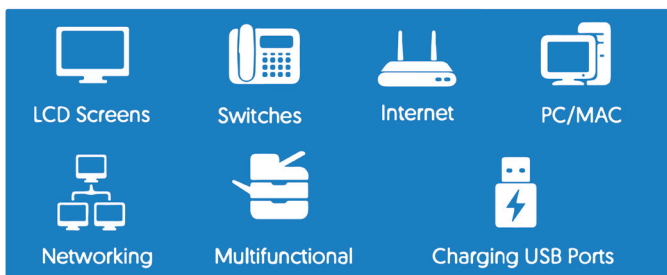 LCD Screens
Switches
Internet
PC/MAC
Networking
Multifunctional
Charging USB Ports